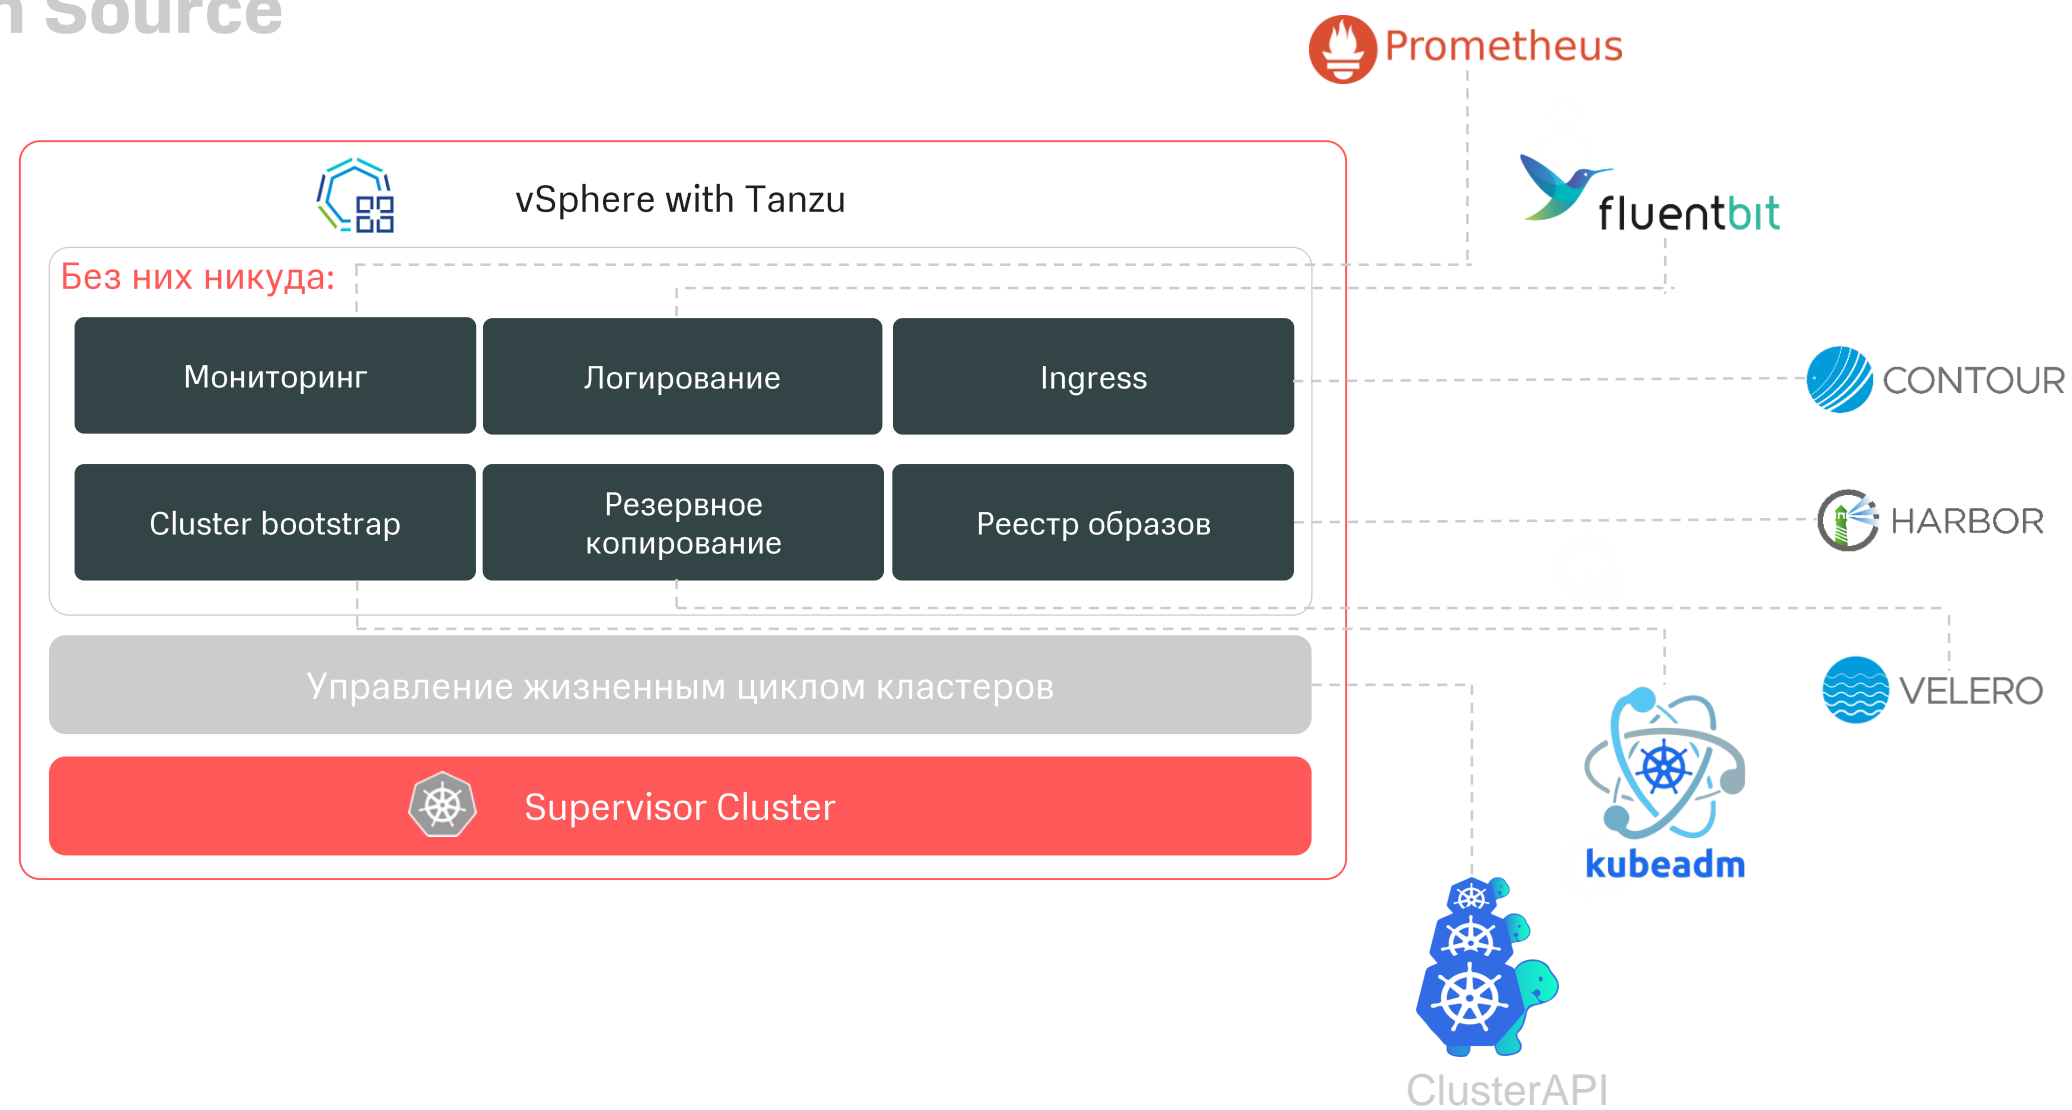 n Source
Prometheus
fluentbit
vSphere with Tanzu
Без них никуда:
Мониторинг
Логирование
Ingress
CONTOUR
Cluster bootstrap
Резервное
копирование
Реестр образов
HARBOR
Управление жизненным циклом кластеров
VELERO
Supervisor Cluster
kubeadm
ClusterAPI